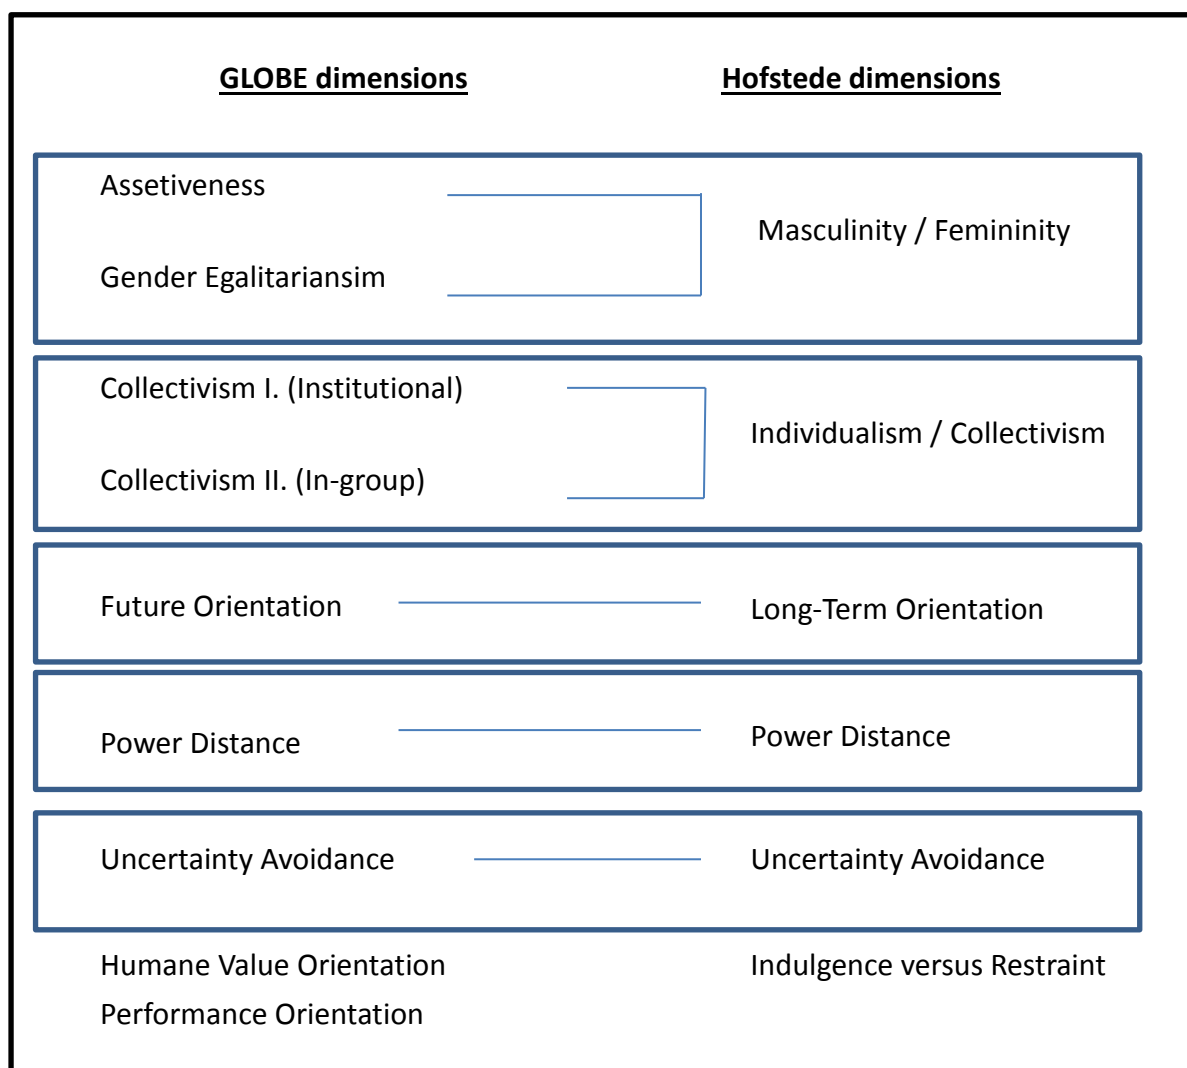 GLOBE dimensions
Hofstede dimensions
Assetiveness
Masculinity / Femininity
Gender Egalitariansim
Collectivism I. (Institutional)
Individualism / Collectivism
Collectivism II. (In-group)
Future Orientation
Long-Term Orientation
Power Distance
Power Distance
Uncertainty Avoidance
Uncertainty Avoidance
Humane Value Orientation
Indulgence versus Restraint
Performance Orientation